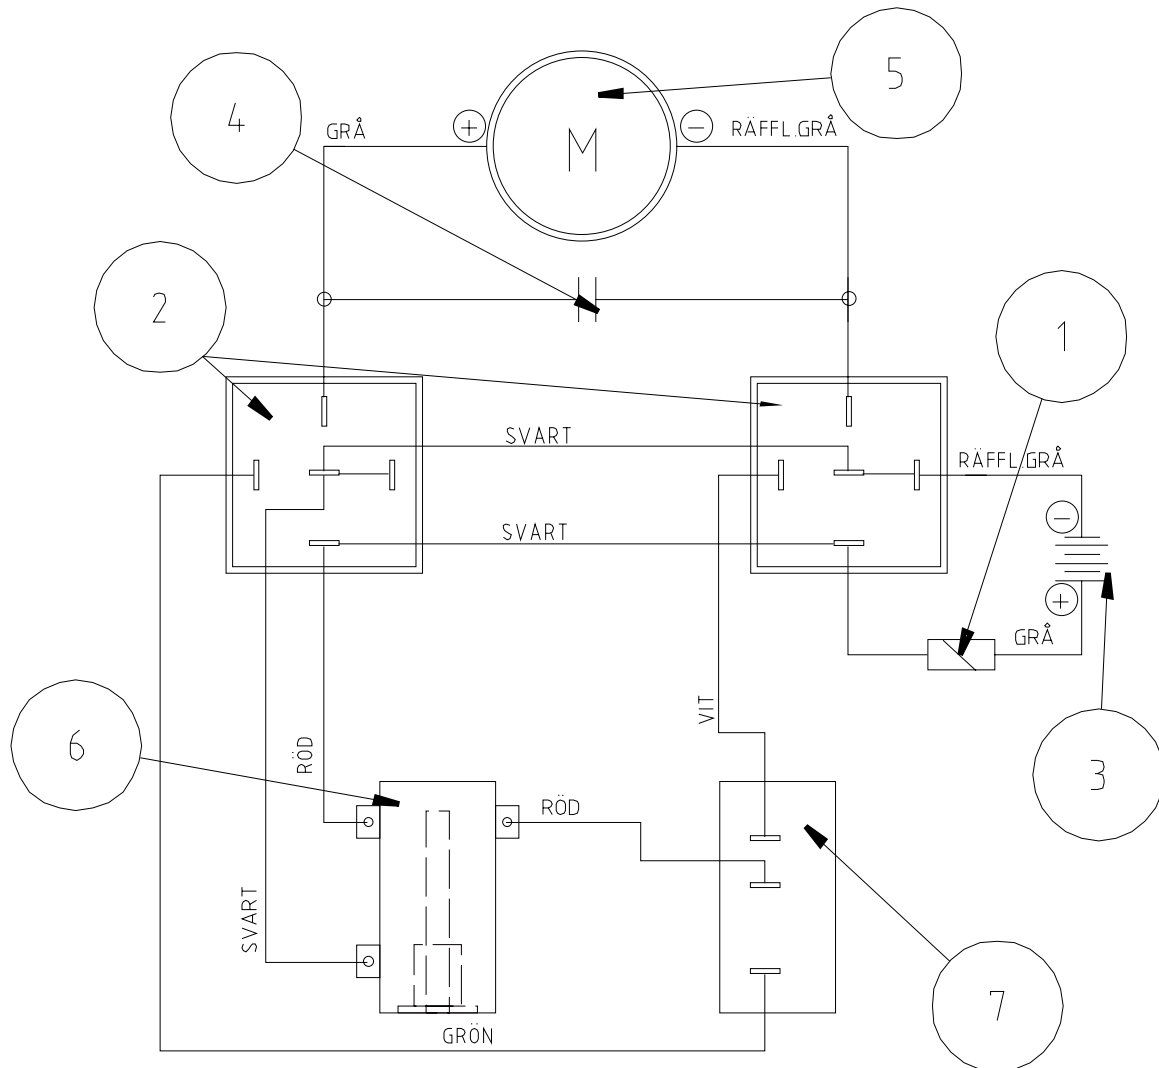 5
4
GRÅ
+
M
−
RÄFFL.GRÅ
2
1
SVART
RÄFFL.GRÅ
−
SVART
+
GRÅ
VIT
6
RÖD
3
RÖD
SVART
7
GRÖN